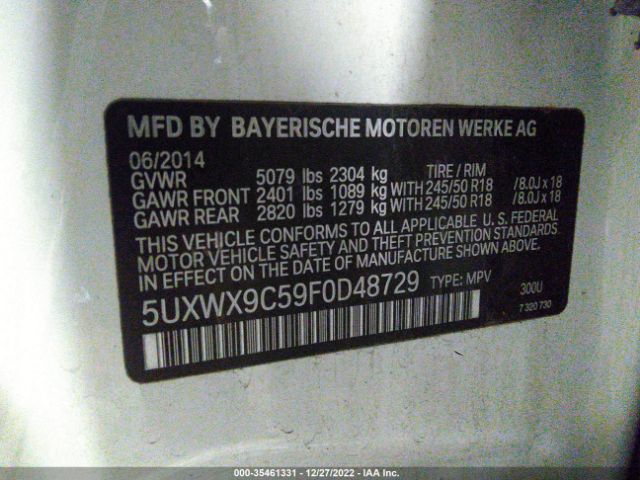 MFD BY BAYERISCHE MOTOREN WERKE AG
06/2014 TIRE / RIM
GVWR 5079 lbs 2304 kg
GAWR FRONT 2401 lbs 1089 kg WITH 245/50 R18 /8.0J x 18
GAWR REAR 2820 lbs 1279 kg WITH 245/50 R18 /8.0J x 18
THIS VEHICLE CONFORMS TO ALL APPLICABLE U. S. FEDERAL
MOTOR VEHICLE SAFETY AND THEFT PREVENTION STANDARDS
IN EFFECT ON THE DATE OF MANUFACTURE SHOWN ABOVE.
5UXWX9C59F0D48729 TYPE: MPV 300U
7 320 730
000-35461331 - 12/27/2022 - IAA Inc.